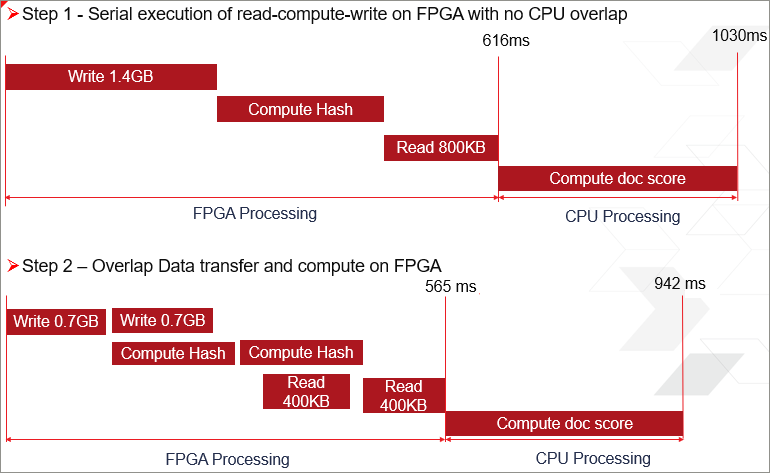 Step 1 - Serial execution of read-compute-write on FPGA with no CPU overlap
616ms
1030ms
Write 1.4GB
Compute Hash
Read 800KB
Compute doc score
FPGA Processing
CPU Processing
Step 2 – Overlap Data transfer and compute on FPGA
565 ms
942 ms
Write 0.7GB
Write 0.7GB
Compute Hash
Compute Hash
Read
400KB
Read
400KB
Compute doc score
FPGA Processing
CPU Processing